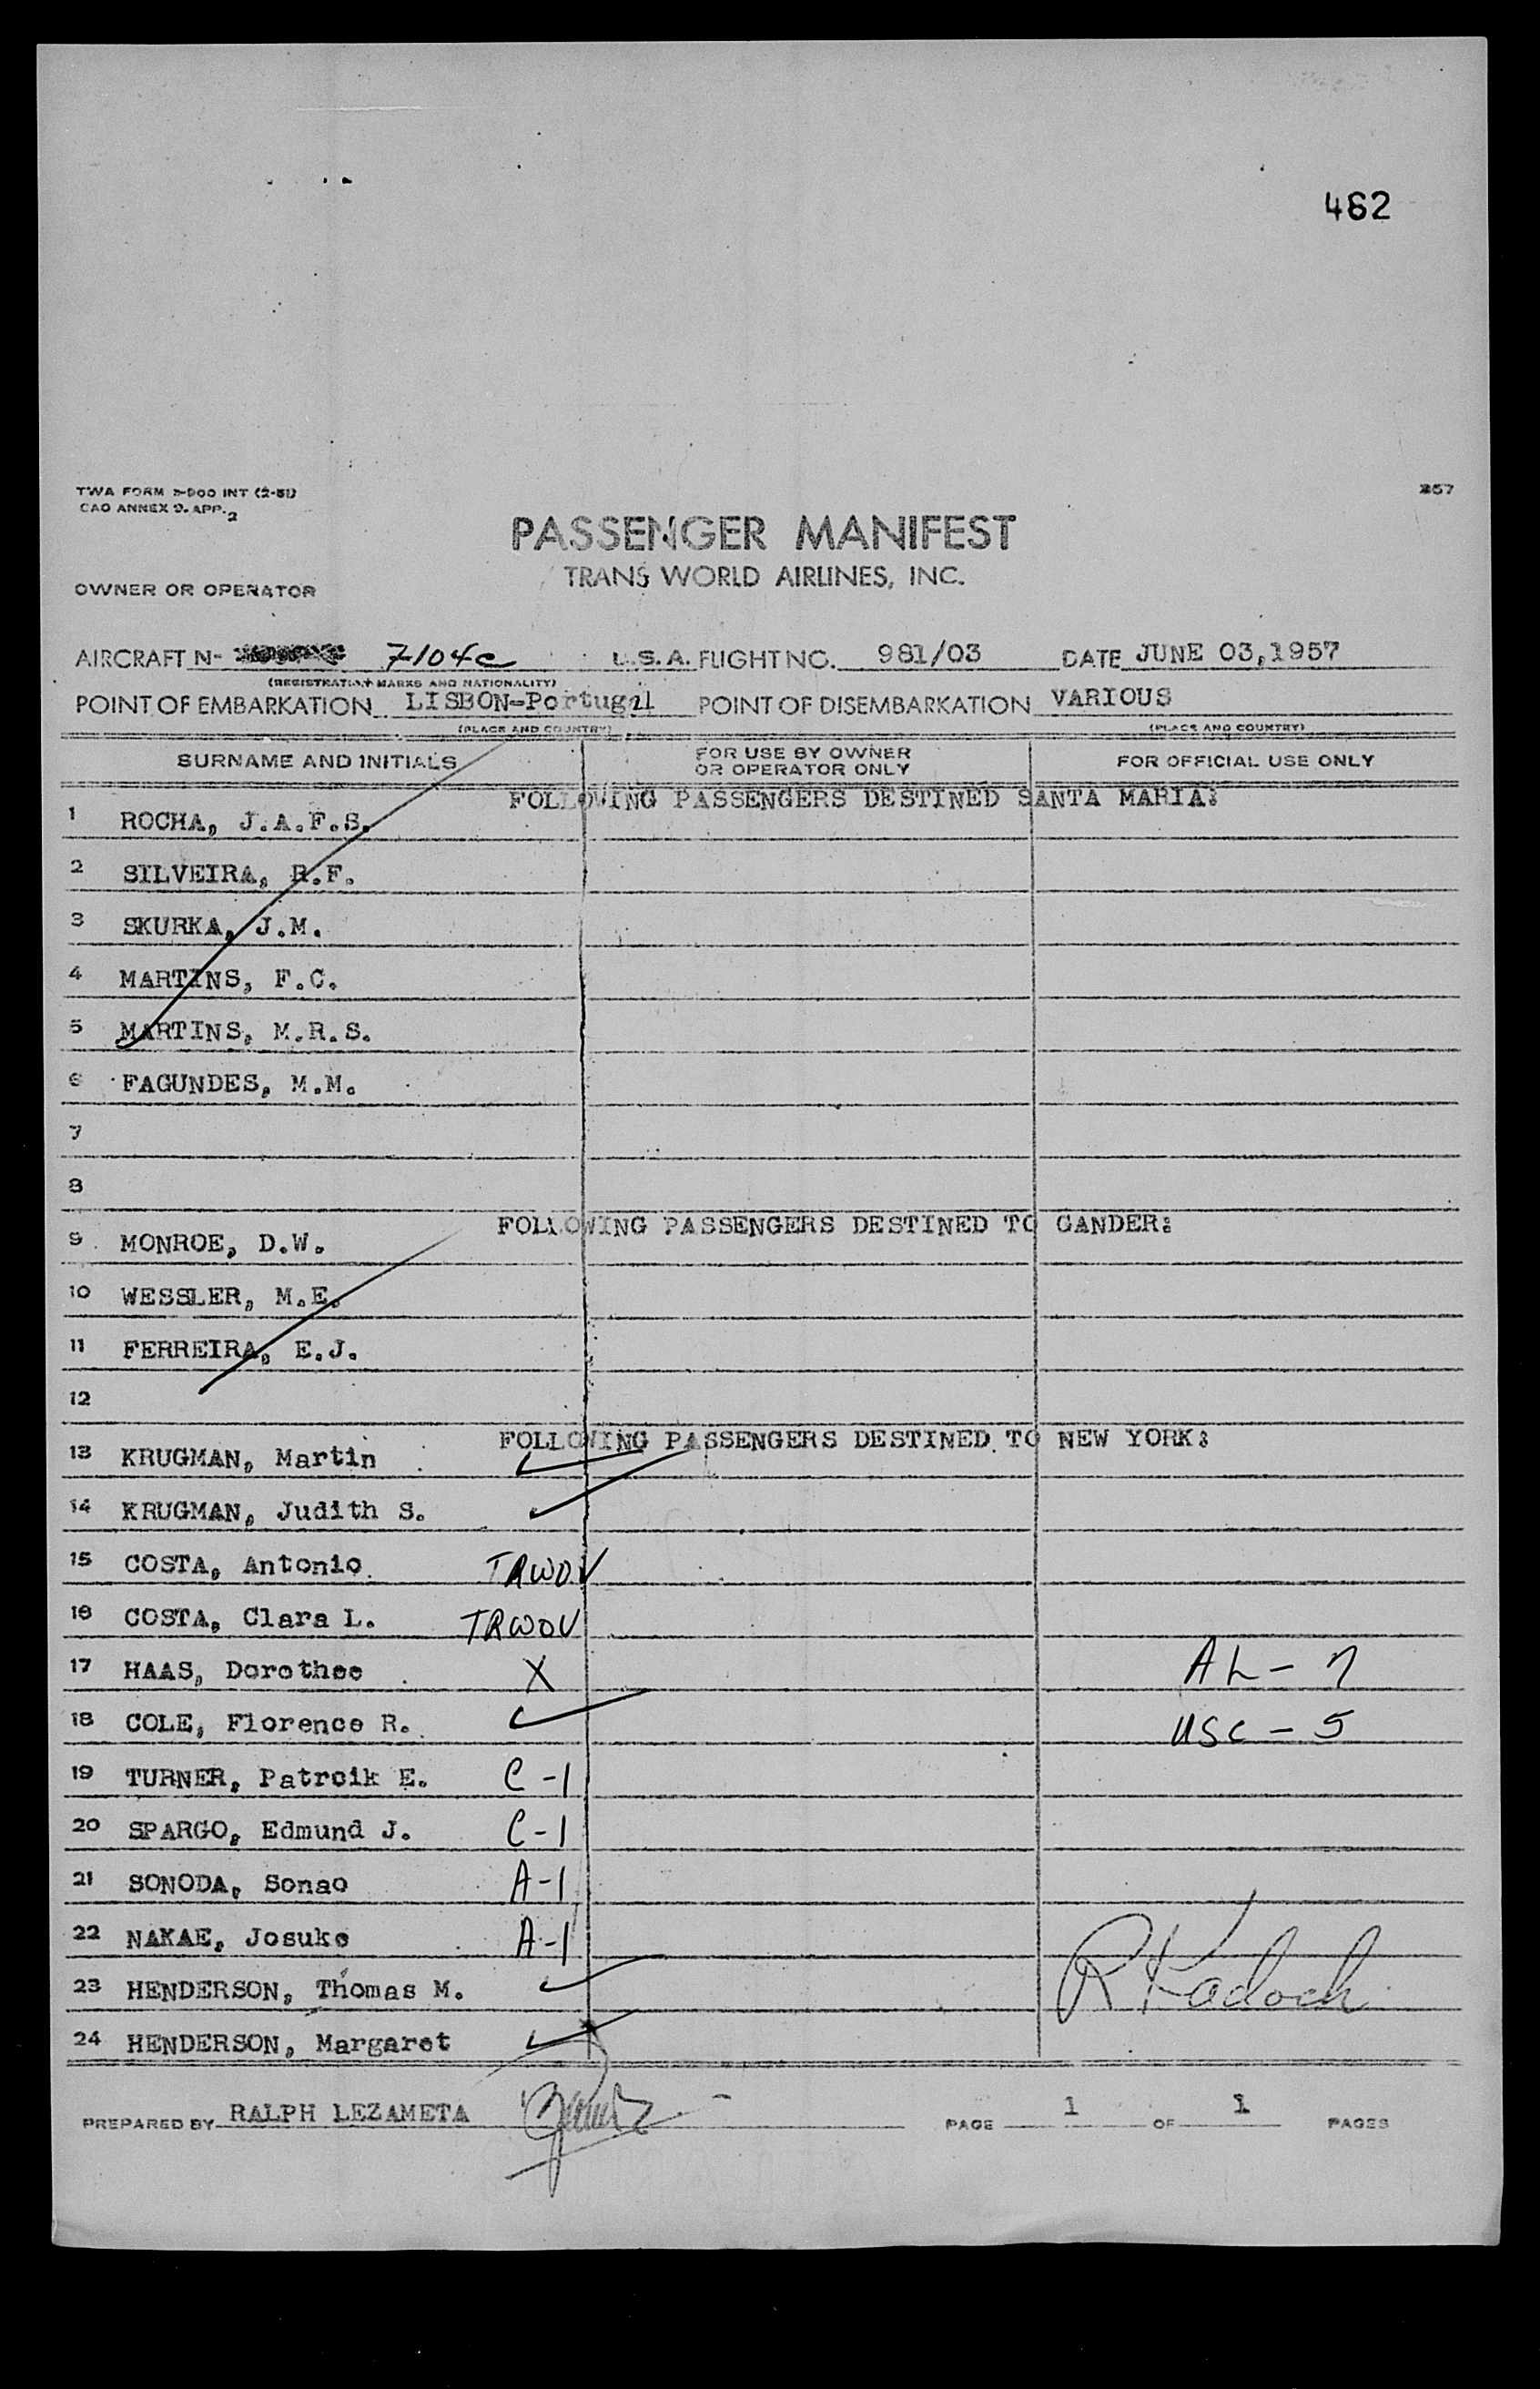 462
TWA FORM INT (2-51)
CAO ANNEX 9. APP. 2
257
PASSENGER MANIFEST
TRANS WORLD AIRLINES, INC.
OWNER OR OPERATOR
AIRCRAFT N- 7104c U.S.A. FLIGHT NO. 981/03 DATE JUNE 03,1957
(REGISTRATION MARKS AND NATIONALITY)
POINT OF EMBARKATION LISBON-Portugal POINT OF DISEMBARKATION VARIOUS
(PLACE AND COUNTRY) (PLACE AND COUNTRY)
SURNAME AND INITIALS FOR USE BY OWNER OR OPERATOR ONLY FOR OFFICIAL USE ONLY
FOLLOWING PASSENGERS DESTINED SANTA MARIA:
1 ROCHA, J.A.F.S.
2 SILVEIRA, R.F.
3 SKURKA, J.M.
4 MARTINS, F.C.
5 MARTINS, M.R.S.
6 FAGUNDES, M.M.
7
8
FOLLOWING PASSENGERS DESTINED TO GANDER:
9 MONROE, D.W.
10 WESSLER, M.E.
11 FERREIRA, E.J.
12
FOLLOWING PASSENGERS DESTINED TO NEW YORK:
13 KRUGMAN, Martin ✓
14 KRUGMAN, Judith S. ✓
15 COSTA, Antonio TRWOV
16 COSTA, Clara L. TRWOV
17 HAAS, Dorothee X AL - 7
18 COLE, Florence R. ✓ USC - 5
19 TURNER, Patrcik E. C-1
20 SPARGO, Edmund J. C-1
21 SONODA, Sonao A-1
22 NAKAE, Josuke A-1
23 HENDERSON, Thomas M. ✓ R Kadoch
24 HENDERSON, Margaret ✓
PREPARED BY RALPH LEZAMETA PAGE 1 OF 1 PAGES